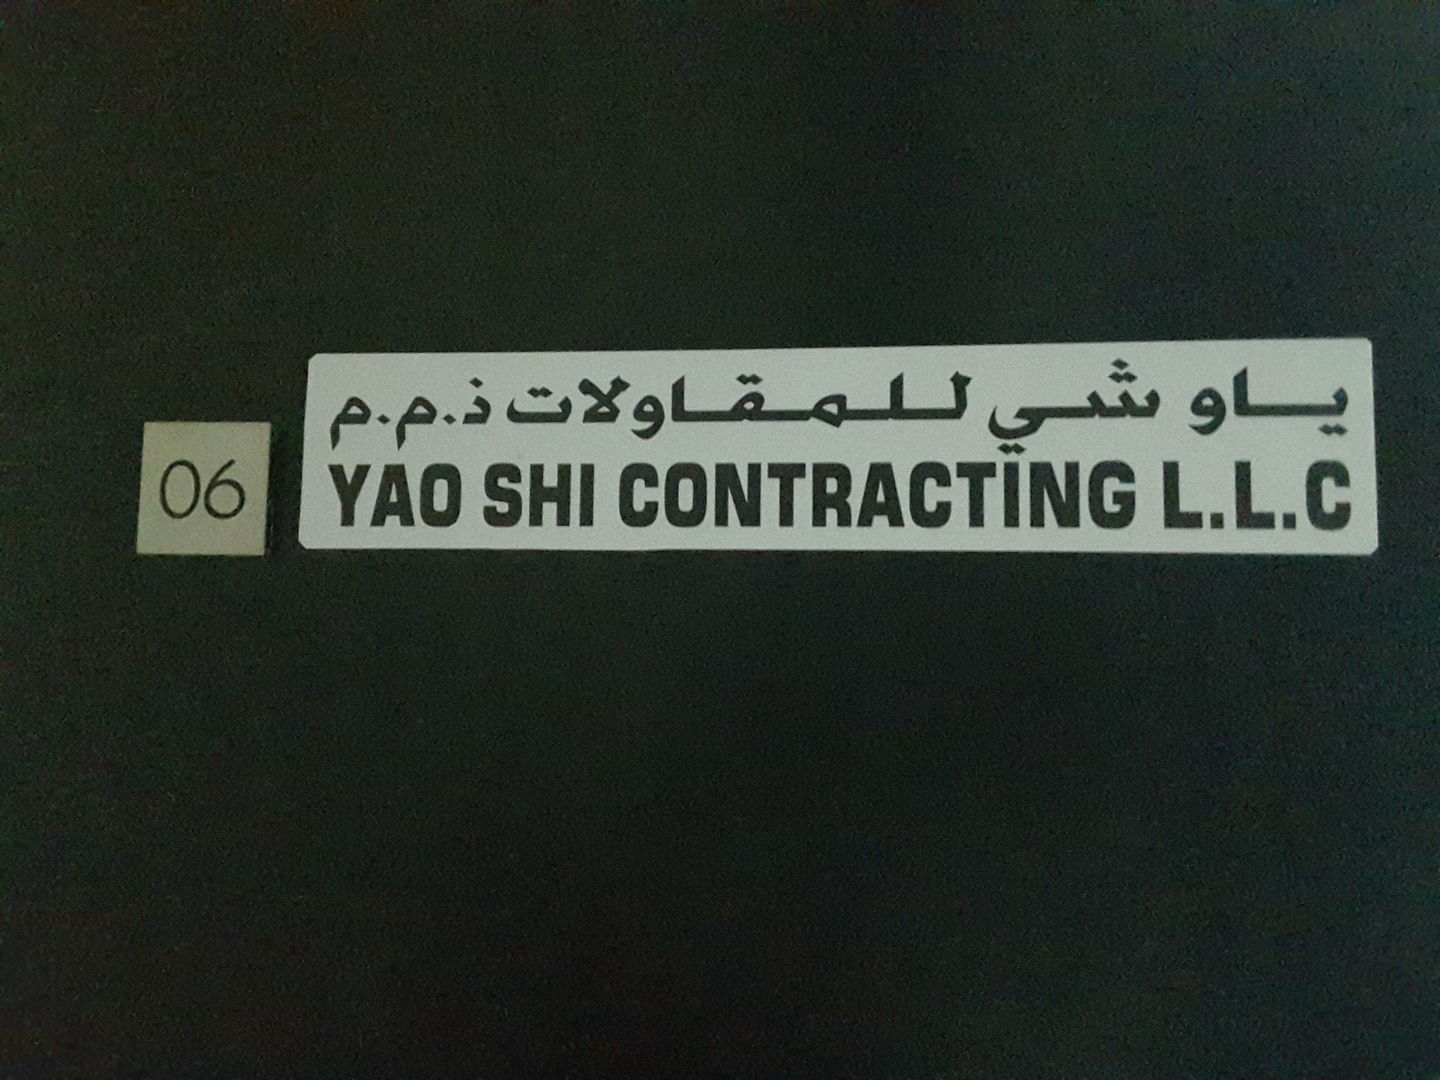 06
ياو شي للمقاولات ذ.م.م
YAO SHI CONTRACTING L.L.C